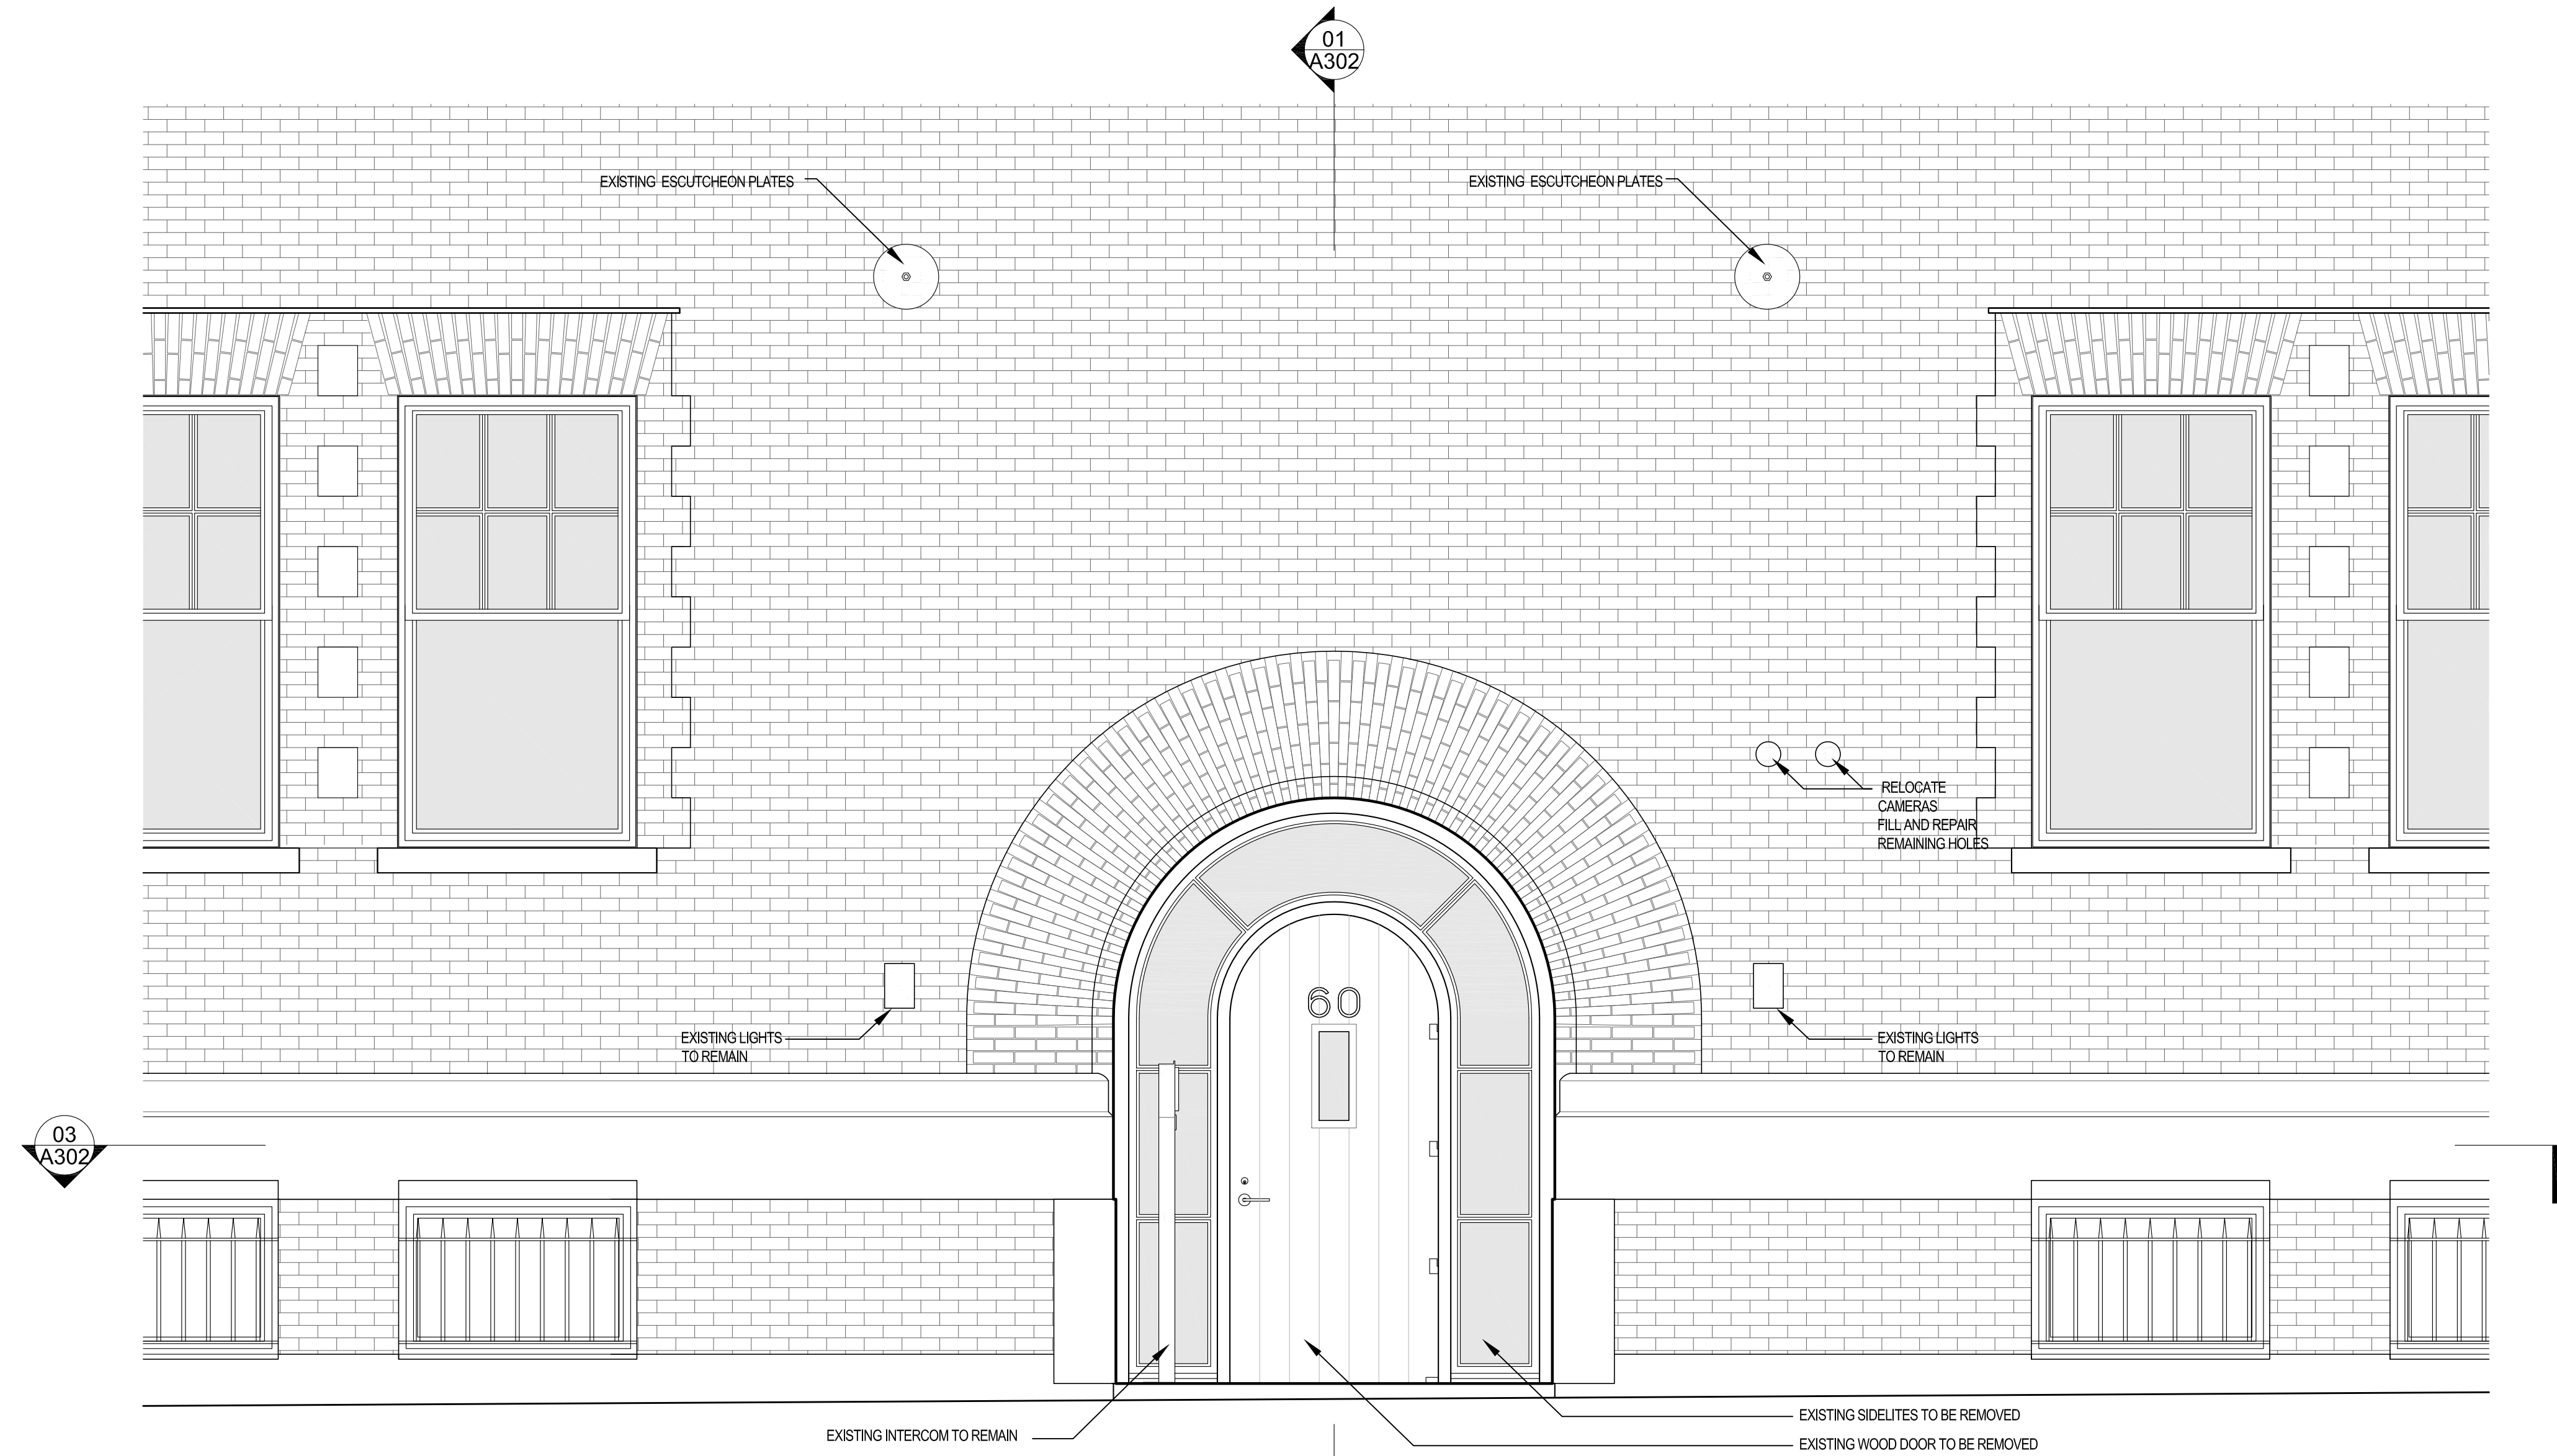 01
A302
EXISTING ESCUTCHEON PLATES
EXISTING ESCUTCHEON PLATES
RELOCATE
CAMERAS
FILL AND REPAIR
REMAINING HOLES
60
EXISTING LIGHTS
TO REMAIN
EXISTING LIGHTS
TO REMAIN
03
A302
EXISTING SIDELITES TO BE REMOVED
EXISTING INTERCOM TO REMAIN
EXISTING WOOD DOOR TO BE REMOVED